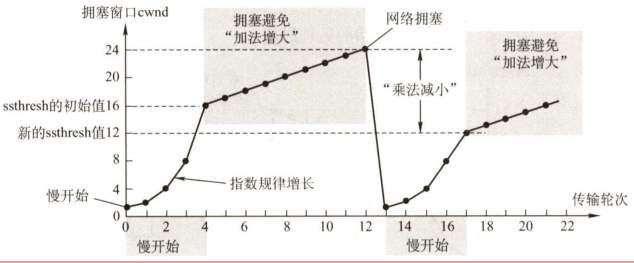 拥塞窗口cwnd
拥塞避免
“加法增大”
网络拥塞
拥塞避免
“加法增大”
24
20
“乘法减小”
ssthresh的初始值16
新的ssthresh值12
8
4
0
指数规律增长
慢开始
传输轮次
0 2 4 6 8 10 12 14 16 18 20 22
慢开始
慢开始